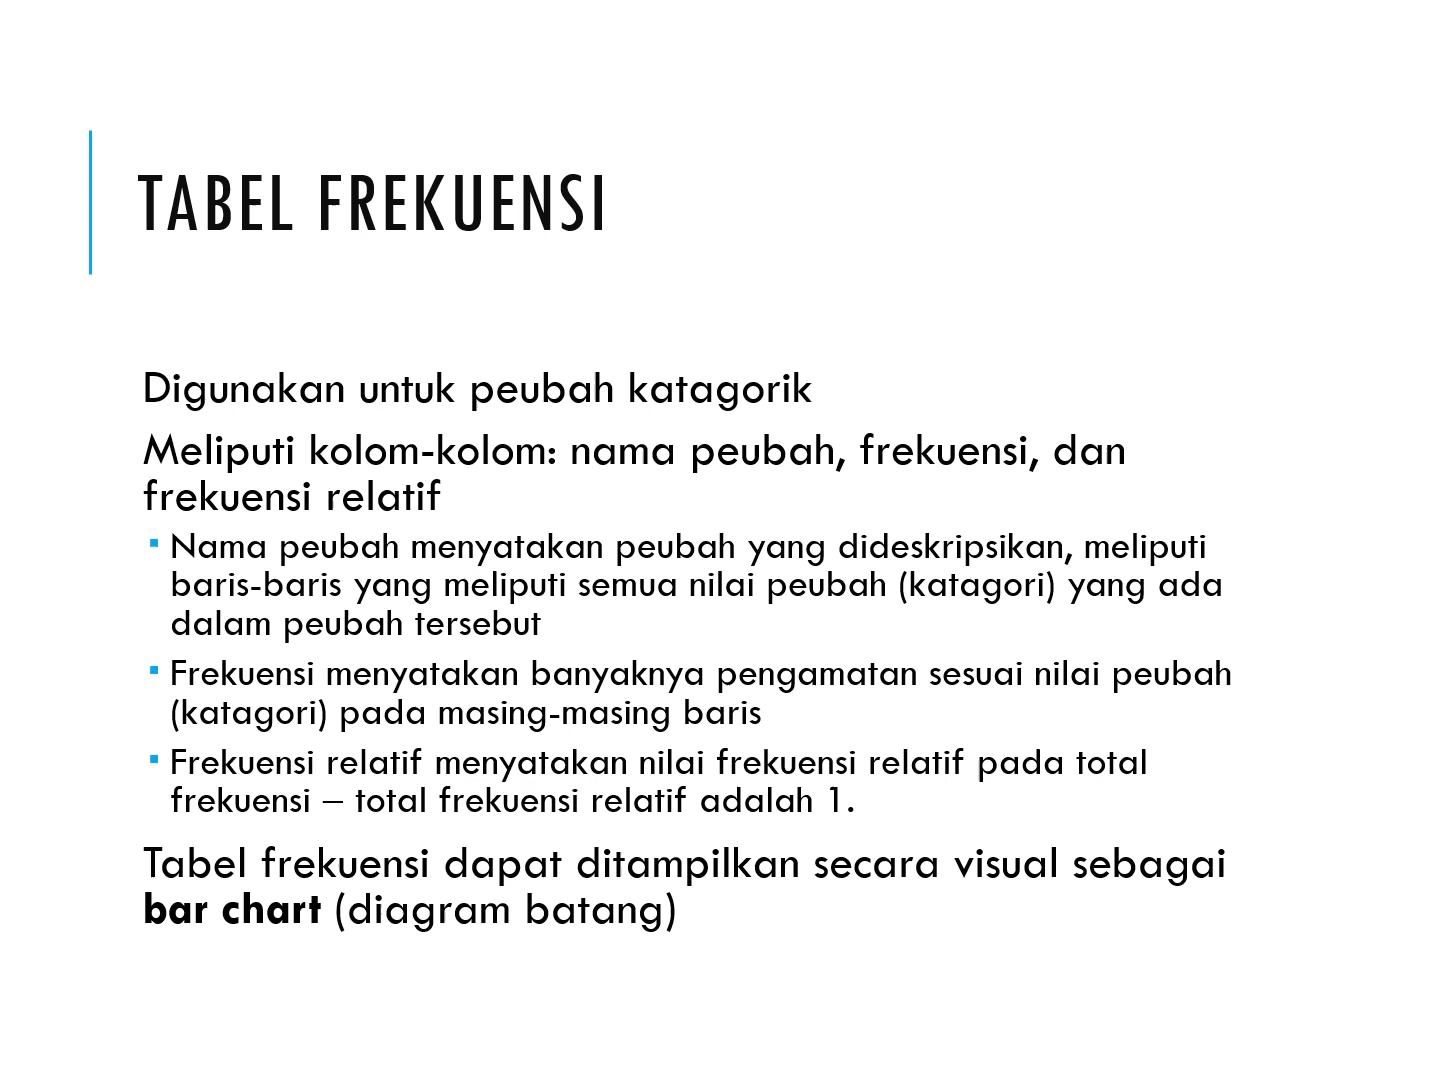 TABEL FREKUENSI
Digunakan untuk peubah katagorik
Meliputi kolom-kolom: nama peubah, frekuensi, dan
frekuensi relatif
▪ Nama peubah menyatakan peubah yang dideskripsikan, meliputi
baris-baris yang meliputi semua nilai peubah (katagori) yang ada
dalam peubah tersebut
▪ Frekuensi menyatakan banyaknya pengamatan sesuai nilai peubah
(katagori) pada masing-masing baris
▪ Frekuensi relatif menyatakan nilai frekuensi relatif pada total
frekuensi – total frekuensi relatif adalah 1.
Tabel frekuensi dapat ditampilkan secara visual sebagai
bar chart (diagram batang)